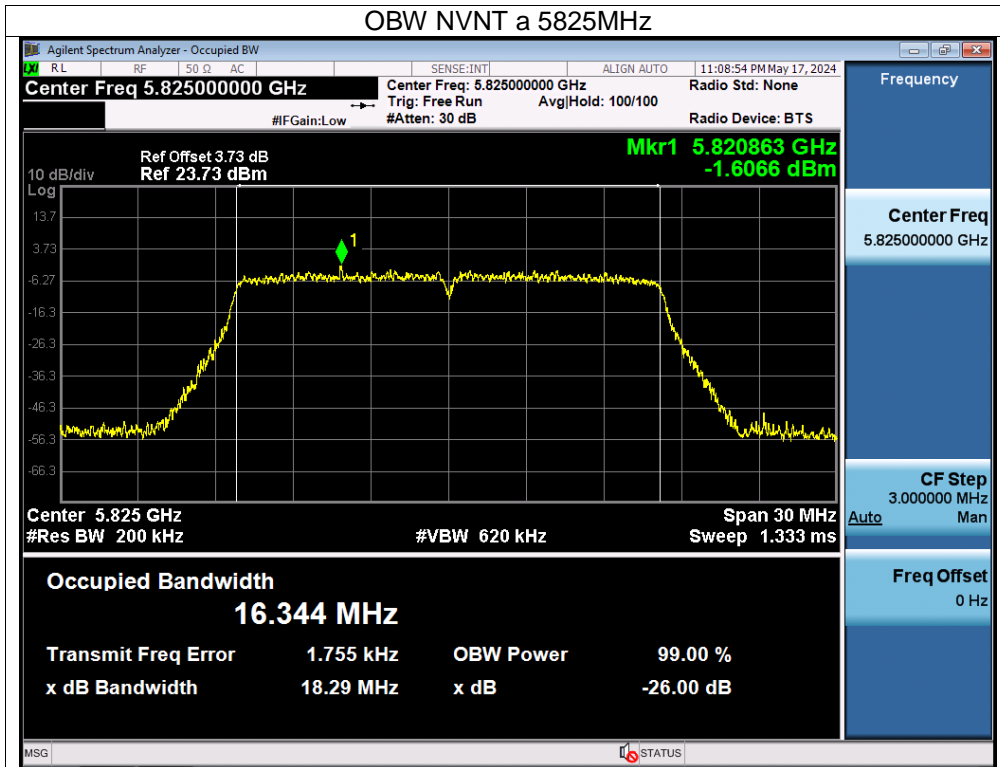 OBW NVNT a 5825MHz
Agilent Spectrum Analyzer - Occupied BW
LXI RL RF 50 Ω AC SENSE:INT ALIGN AUTO 11:08:54 PM May 17, 2024
Center Freq 5.825000000 GHz
Center Freq: 5.825000000 GHz Radio Std: None
Trig: Free Run Avg|Hold: 100/100
#IFGain:Low #Atten: 30 dB Radio Device: BTS
Mkr1 5.820863 GHz
-1.6066 dBm
Ref Offset 3.73 dB
10 dB/div Ref 23.73 dBm
Log
13.7
3.73
-6.27
-16.3
-26.3
-36.3
-46.3
-56.3
-66.3
1
Center 5.825 GHz Span 30 MHz
#Res BW 200 kHz #VBW 620 kHz Sweep 1.333 ms
Occupied Bandwidth
16.344 MHz
Transmit Freq Error 1.755 kHz OBW Power 99.00 %
x dB Bandwidth 18.29 MHz x dB -26.00 dB
MSG STATUS
Frequency
Center Freq
5.825000000 GHz
CF Step
3.000000 MHz
Auto Man
Freq Offset
0 Hz